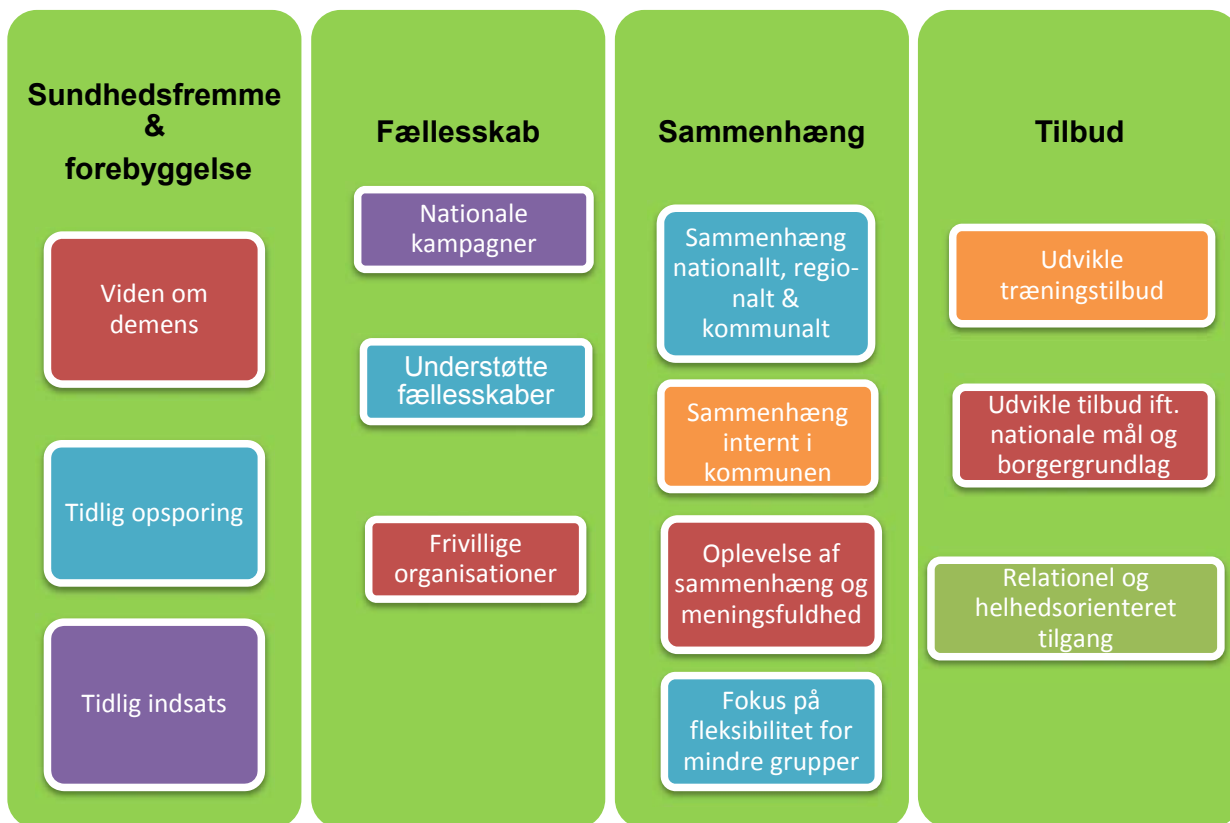 Sundhedsfremme
&
forebyggelse
Viden om
demens
Tidlig opsporing
Tidlig indsats
Fællesskab
Nationale
kampagner
Understøtte
fællesskaber
Frivillige
organisationer
Sammenhæng
Sammenhæng
nationallt, regio-
nalt &
kommunalt
Sammenhæng
internt i
kommunen
Oplevelse af
sammenhæng og
meningsfuldhed
Fokus på
fleksibilitet for
mindre grupper
Tilbud
Udvikle
træningstilbud
Udvikle tilbud ift.
nationale mål og
borgergrundlag
Relationel og
helhedsorienteret
tilgang